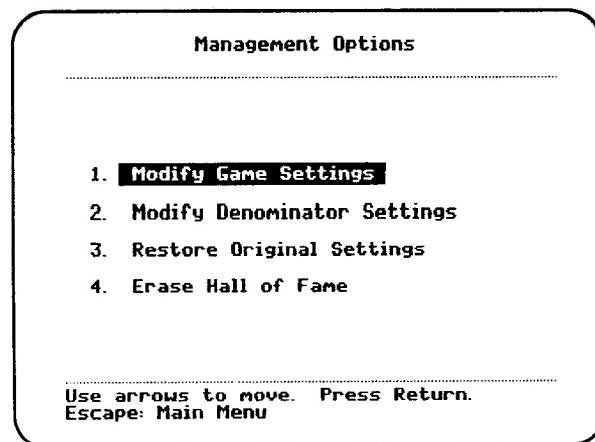 Management Options
1. Modify Game Settings
2. Modify Denominator Settings
3. Restore Original Settings
4. Erase Hall of Fame
Use arrows to move. Press Return.
Escape: Main Menu